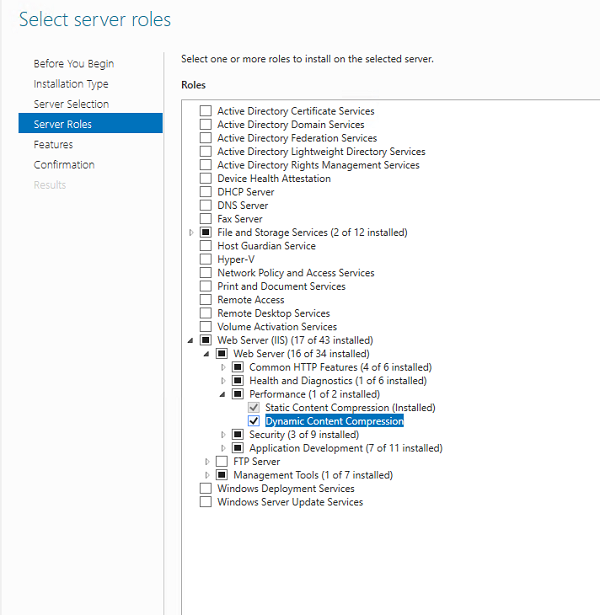 Select server roles
Before You Begin
Installation Type
Server Selection
Server Roles
Features
Confirmation
Results
Select one or more roles to install on the selected server.
Roles
Active Directory Certificate Services
Active Directory Domain Services
Active Directory Federation Services
Active Directory Lightweight Directory Services
Active Directory Rights Management Services
Device Health Attestation
DHCP Server
DNS Server
Fax Server
File and Storage Services (2 of 12 installed)
Host Guardian Service
Hyper-V
Network Policy and Access Services
Print and Document Services
Remote Access
Remote Desktop Services
Volume Activation Services
Web Server (IIS) (17 of 43 installed)
Web Server (16 of 34 installed)
Common HTTP Features (4 of 6 installed)
Health and Diagnostics (1 of 6 installed)
Performance (1 of 2 installed)
Static Content Compression (Installed)
Dynamic Content Compression
Security (3 of 9 installed)
Application Development (7 of 11 installed)
FTP Server
Management Tools (1 of 7 installed)
Windows Deployment Services
Windows Server Update Services